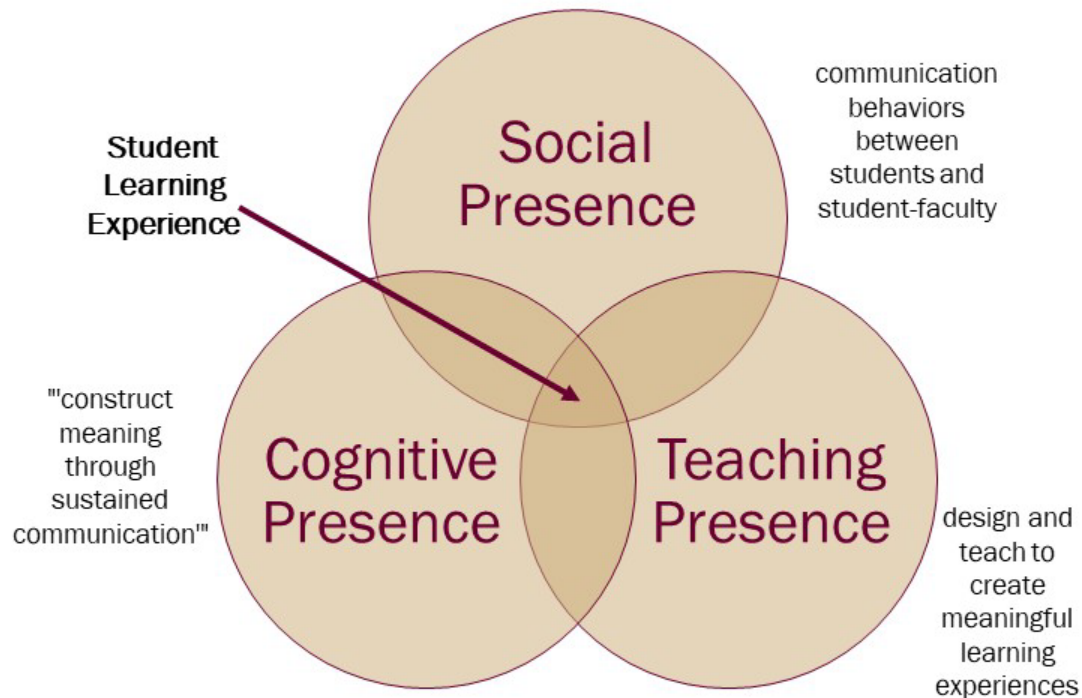 Social
Presence
communication
behaviors
between
students and
student-faculty
Student
Learning
Experience
"'construct
meaning
through
sustained
communication'"
Cognitive
Presence
Teaching
Presence
design and
teach to
create
meaningful
learning
experiences